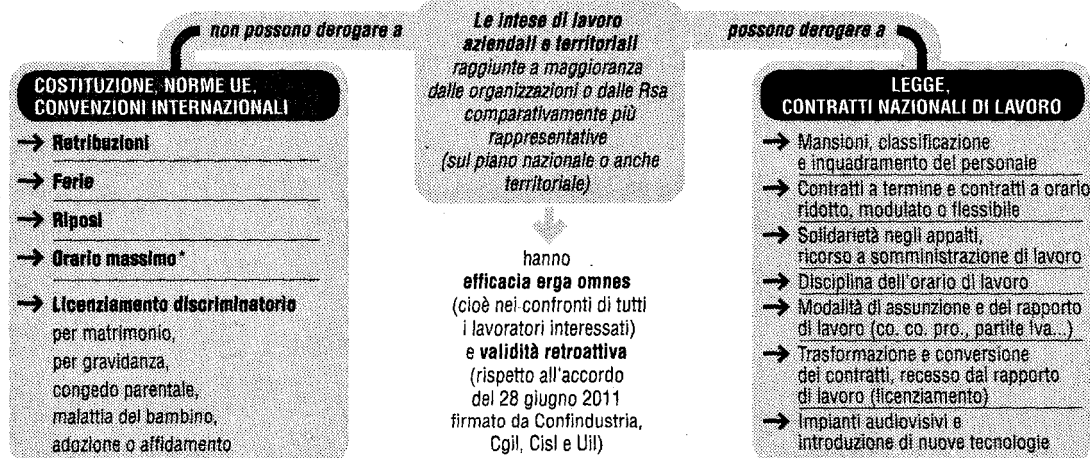 non possono derogare a
Le intese di lavoro
aziendali e territoriali
raggiunte a maggioranza
dalle organizzazioni o dalle Rsa
comparativamente più
rappresentative
(sul piano nazionale o anche
territoriale)
possono derogare a
COSTITUZIONE, NORME UE,
CONVENZIONI INTERNAZIONALI
→ Retribuzioni
→ Ferie
→ Riposi
→ Orario massimo*
→ Licenziamento discriminatorio
per matrimonio,
per gravidanza,
congedo parentale,
malattia del bambino,
adozione o affidamento
hanno
efficacia erga omnes
(cioè nei confronti di tutti
i lavoratori interessati)
e validità retroattiva
(rispetto all'accordo
del 28 giugno 2011
firmato da Confindustria,
Cgil, Cisl e Uil)
LEGGE,
CONTRATTI NAZIONALI DI LAVORO
→ Mansioni, classificazione
e inquadramento del personale
→ Contratti a termine e contratti a orario
ridotto, modulato o flessibile
→ Solidarietà negli appalti,
ricorso a somministrazione di lavoro
→ Disciplina dell'orario di lavoro
→ Modalità di assunzione e del rapporto
di lavoro (co. co. pro., partite Iva...)
→ Trasformazione e conversione
dei contratti, recesso dal rapporto
di lavoro (licenziamento)
→ Impianti audiovisivi e
introduzione di nuove tecnologie